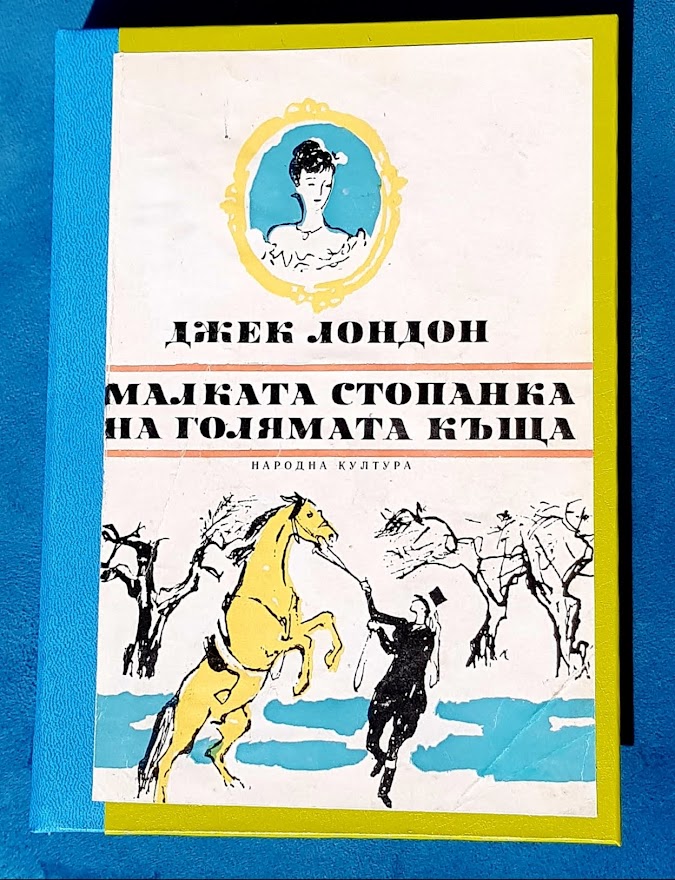 ДЖЕК ЛОНДОН
МАЛКАТА СТОПАНКА
НА ГОЛЯМАТА КЪЩА
НАРОДНА КУЛТУРА